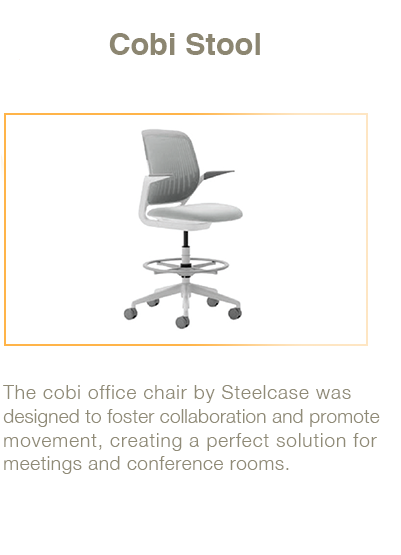 Cobi Stool
The cobi office chair by Steelcase was
designed to foster collaboration and promote
movement, creating a perfect solution for
meetings and conference rooms.